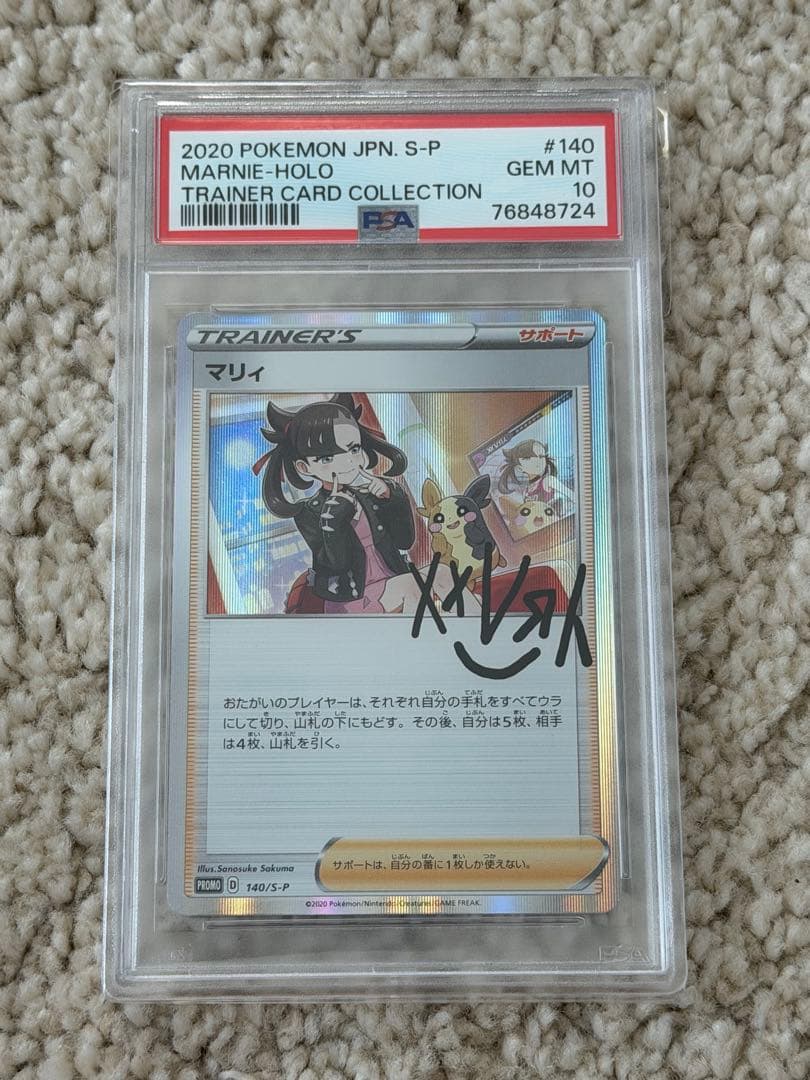 2020 POKEMON JPN. S-P #140
MARNIE-HOLO GEM MT
TRAINER CARD COLLECTION 10
PSA 76848724
TRAINER'S サポート
マリィ
おたがいのプレイヤーは、それぞれ自分の手札をすべてウラ
にして切り、山札の下にもどす。その後、自分は5枚、相手
は4枚、山札を引く。
Illus.Sanosuke Sakuma
サポートは、自分の番に1枚しか使えない。
PROMO D 140/S-P
©2020 Pokémon/Nintendo/Creatures/GAME FREAK.
PSA